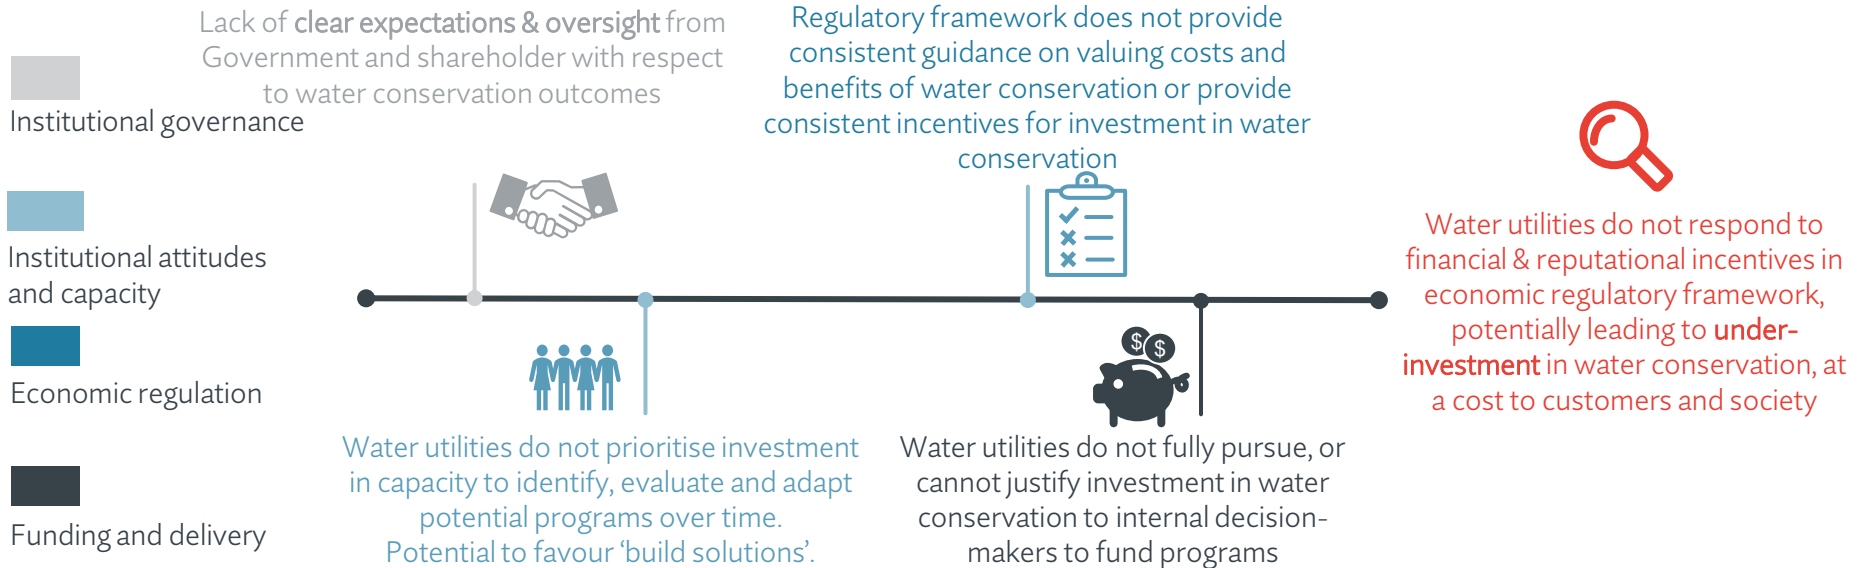 Lack of clear expectations & oversight from
Government and shareholder with respect
to water conservation outcomes
Regulatory framework does not provide
consistent guidance on valuing costs and
benefits of water conservation or provide
consistent incentives for investment in water
conservation
Institutional governance
Institutional attitudes
and capacity
Economic regulation
Funding and delivery
$
$
Water utilities do not prioritise investment
in capacity to identify, evaluate and adapt
potential programs over time.
Potential to favour ‘build solutions’.
Water utilities do not fully pursue, or
cannot justify investment in water
conservation to internal decision-
makers to fund programs
Water utilities do not respond to
financial & reputational incentives in
economic regulatory framework,
potentially leading to under-
investment in water conservation, at
a cost to customers and society